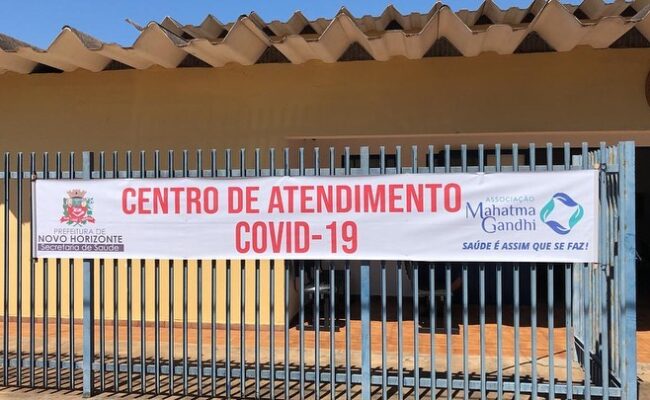 CENTRO DE ATENDIMENTO
COVID-19
PREFEITURA DE
NOVO HORIZONTE
Secretaria de Saúde
ASSOCIAÇÃO
Mahatma
Gandhi
SAÚDE É ASSIM QUE SE FAZ!